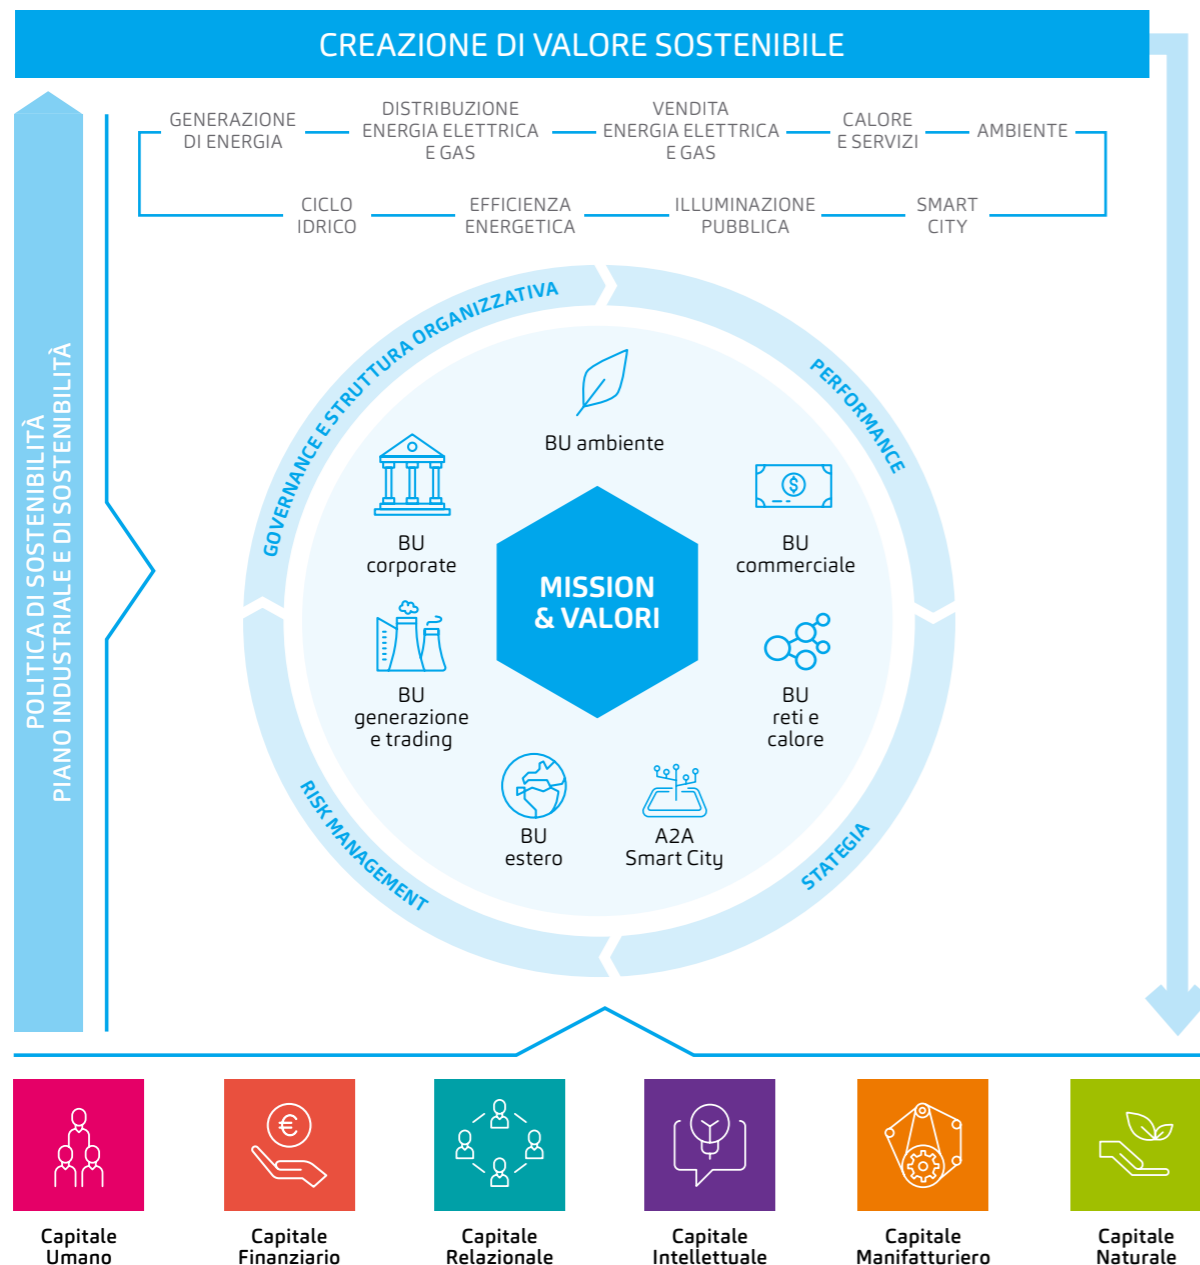 CREAZIONE DI VALORE SOSTENIBILE
GENERAZIONE
DI ENERGIA
DISTRIBUZIONE
ENERGIA ELETTRICA
E GAS
VENDITA
ENERGIA ELETTRICA
E GAS
CALORE
E SERVIZI
AMBIENTE
CICLO
IDRICO
EFFICIENZA
ENERGETICA
ILLUMINAZIONE
PUBBLICA
SMART
CITY
POLITICA DI SOSTENIBILITÀ
PIANO INDUSTRIALE E DI SOSTENIBILITÀ
GOVERNANCE E STRUTTURA ORGANIZZATIVA
PERFORMANCE
BU ambiente
BU
corporate
BU
commerciale
MISSION
& VALORI
BU
generazione
e trading
BU
reti e
calore
BU
estero
A2A
Smart City
RISK MANAGEMENT
STATEGIA
Capitale
Umano
Capitale
Finanziario
Capitale
Relazionale
Capitale
Intellettuale
Capitale
Manifatturiero
Capitale
Naturale